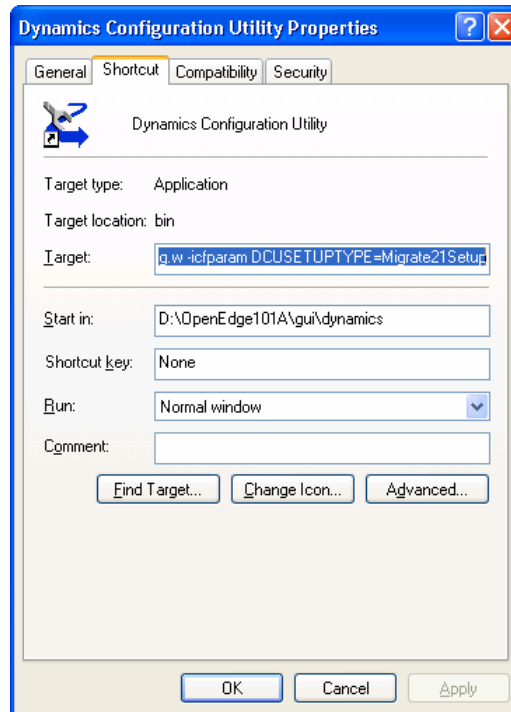 Dynamics Configuration Utility Properties
General Shortcut Compatibility Security
Dynamics Configuration Utility
Target type: Application
Target location: bin
Target: g.w -icfparam DCUSETUPTYPE=Migrate21Setup
Start in: D:\OpenEdge101A\gui\dynamics
Shortcut key: None
Run: Normal window
Comment:
Find Target... Change Icon... Advanced...
OK Cancel Apply